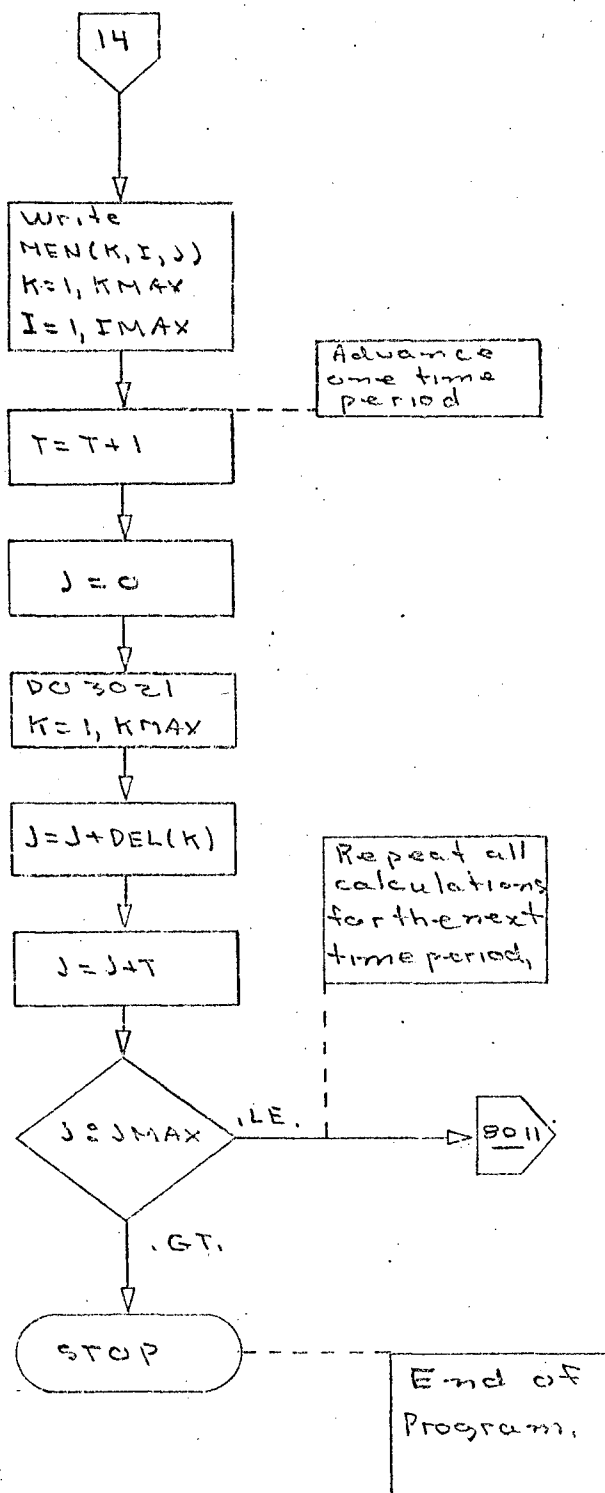 14
Write
MEN(K,I,J)
K=1, KMAX
I=1, IMAX
Advance
one time
period
T=T+1
J=0
DO 3021
K=1, KMAX
J=J+DEL(K)
Repeat all
calculations
for the next
time period,
J=J+T
J:JMAX
.LE.
8011
.GT.
STOP
End of
Program.